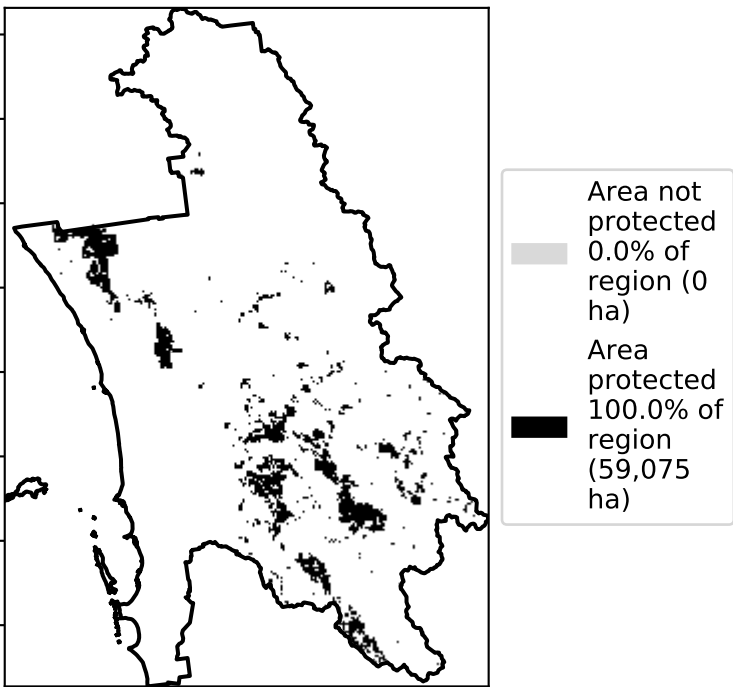 Area not
protected
0.0% of
region (0
ha)
Area
protected
100.0% of
region
(59,075
ha)